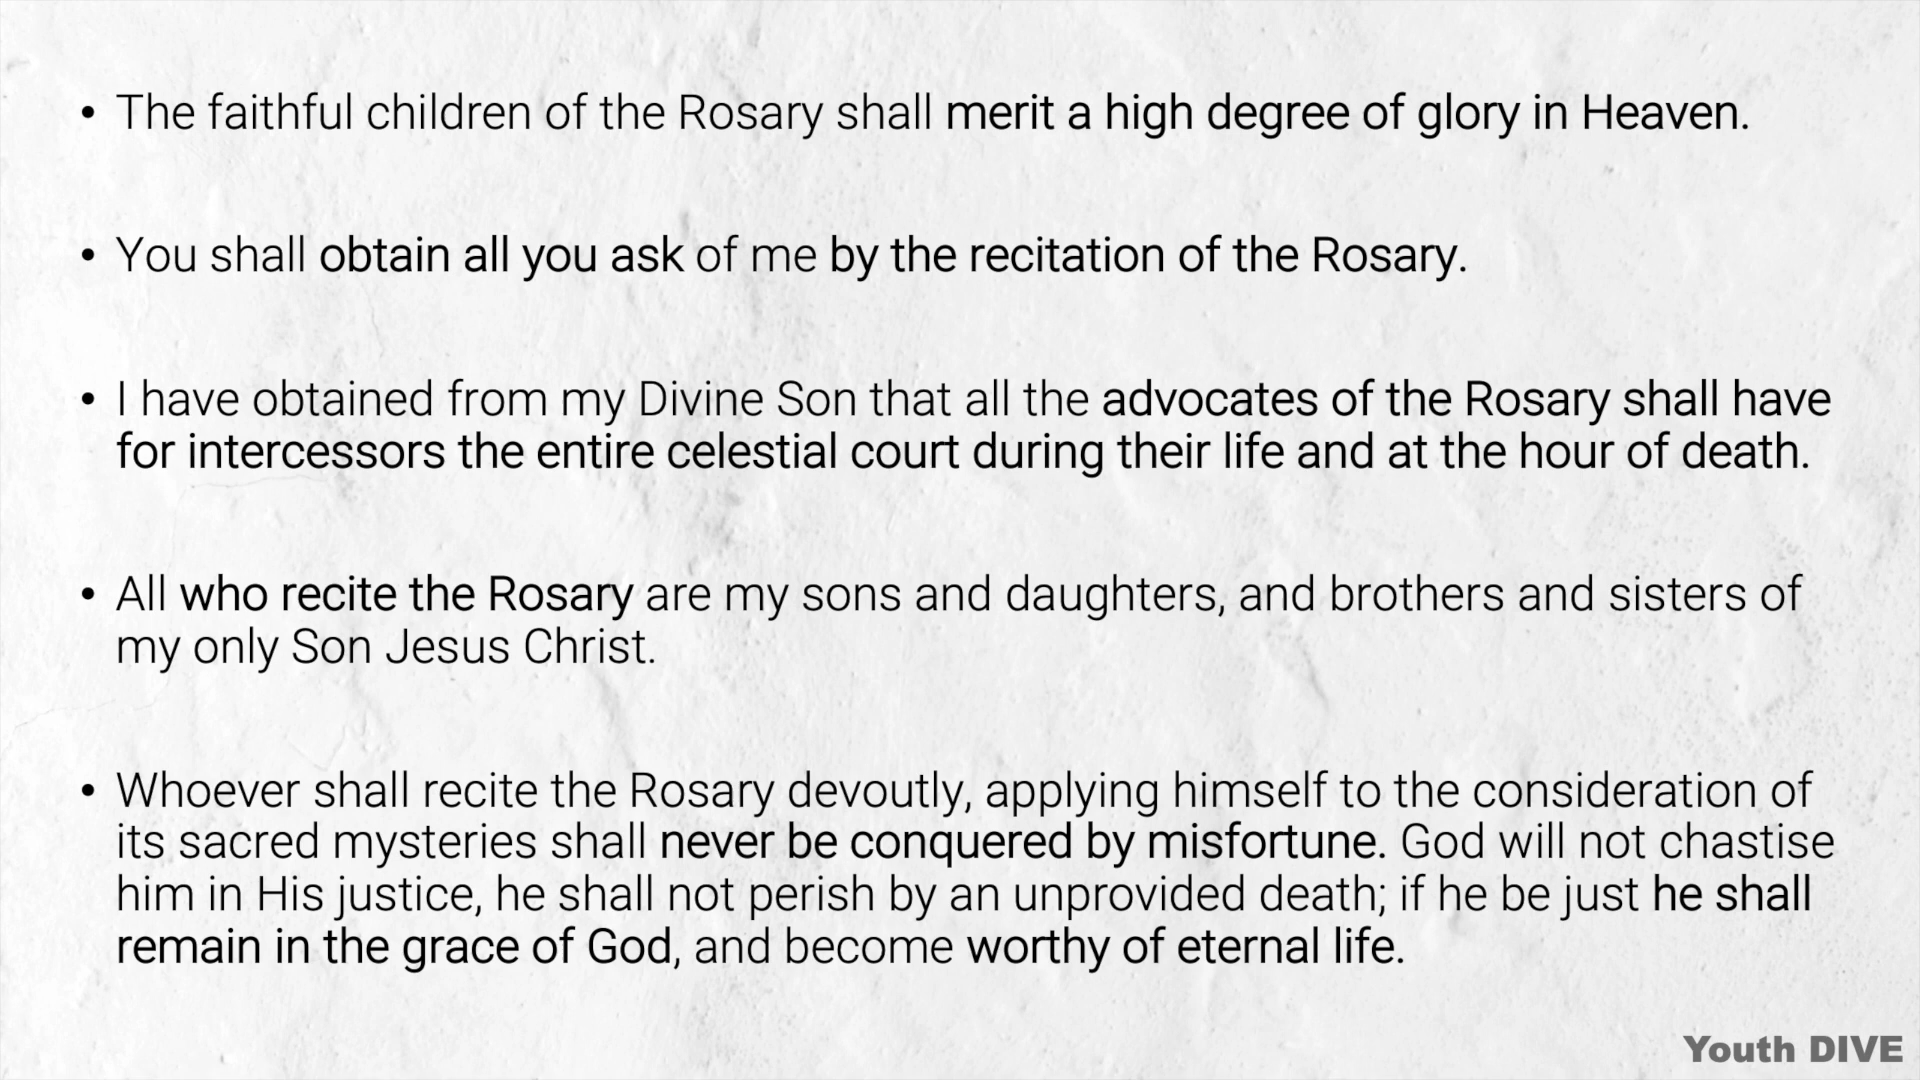 • The faithful children of the Rosary shall merit a high degree of glory in Heaven.
• You shall obtain all you ask of me by the recitation of the Rosary.
• I have obtained from my Divine Son that all the advocates of the Rosary shall have
for intercessors the entire celestial court during their life and at the hour of death.
• All who recite the Rosary are my sons and daughters, and brothers and sisters of
my only Son Jesus Christ.
• Whoever shall recite the Rosary devoutly, applying himself to the consideration of
its sacred mysteries shall never be conquered by misfortune. God will not chastise
him in His justice, he shall not perish by an unprovided death; if he be just he shall
remain in the grace of God, and become worthy of eternal life.
Youth DIVE